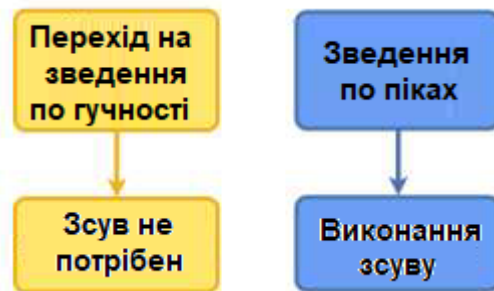 Перехід на
зведення
по гучності
Зсув не
потрібен
Зведення
по піках
Виконання
зсуву